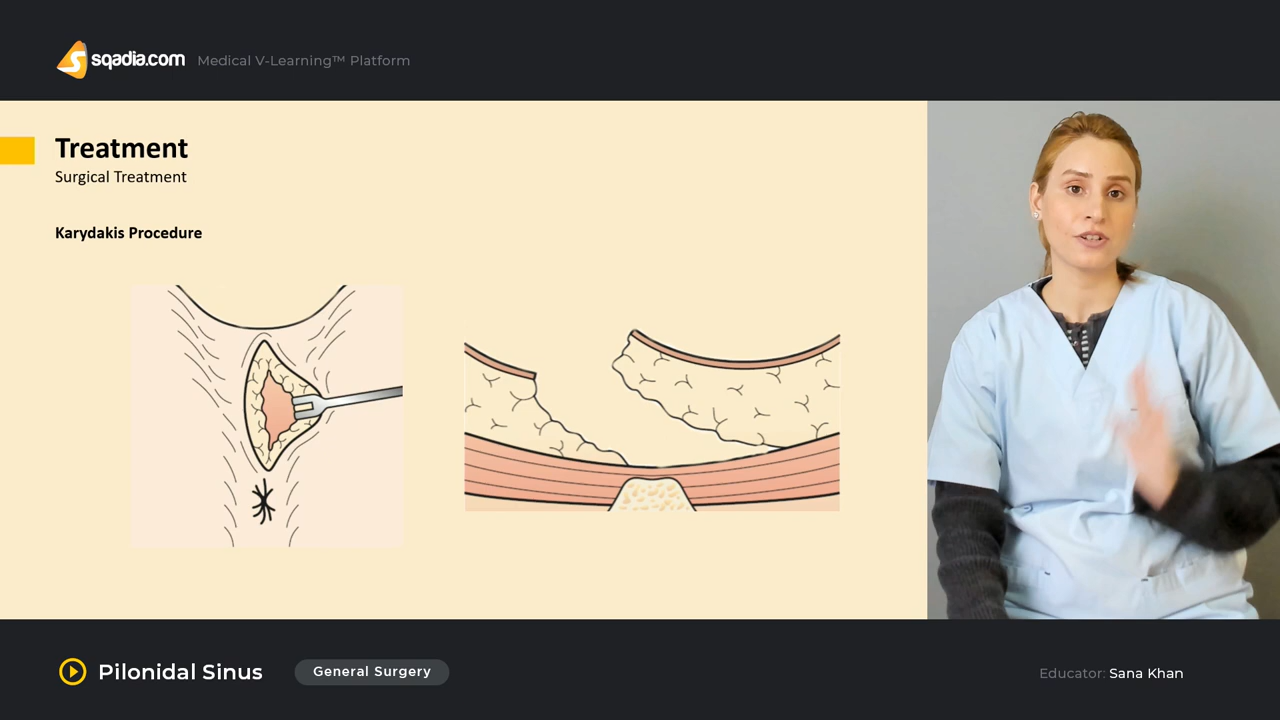 sqadia.com Medical V-Learning™ Platform
Treatment
Surgical Treatment
Karydakis Procedure
Pilonidal Sinus General Surgery Educator: Sana Khan